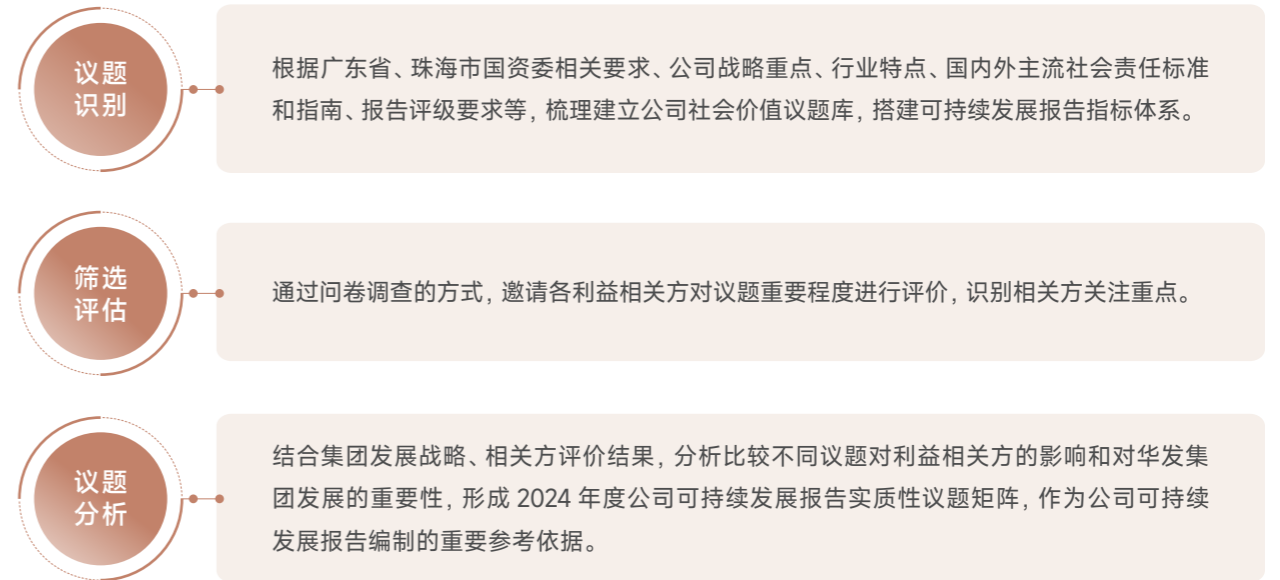 议题
识别
根据广东省、珠海市国资委相关要求、公司战略重点、行业特点、国内外主流社会责任标准
和指南、报告评级要求等，梳理建立公司社会价值议题库，搭建可持续发展报告指标体系。
筛选
评估
通过问卷调查的方式，邀请各利益相关方对议题重要程度进行评价，识别相关方关注重点。
议题
分析
结合集团发展战略、相关方评价结果，分析比较不同议题对利益相关方的影响和对华发集
团发展的重要性，形成 2024 年度公司可持续发展报告实质性议题矩阵，作为公司可持续
发展报告编制的重要参考依据。